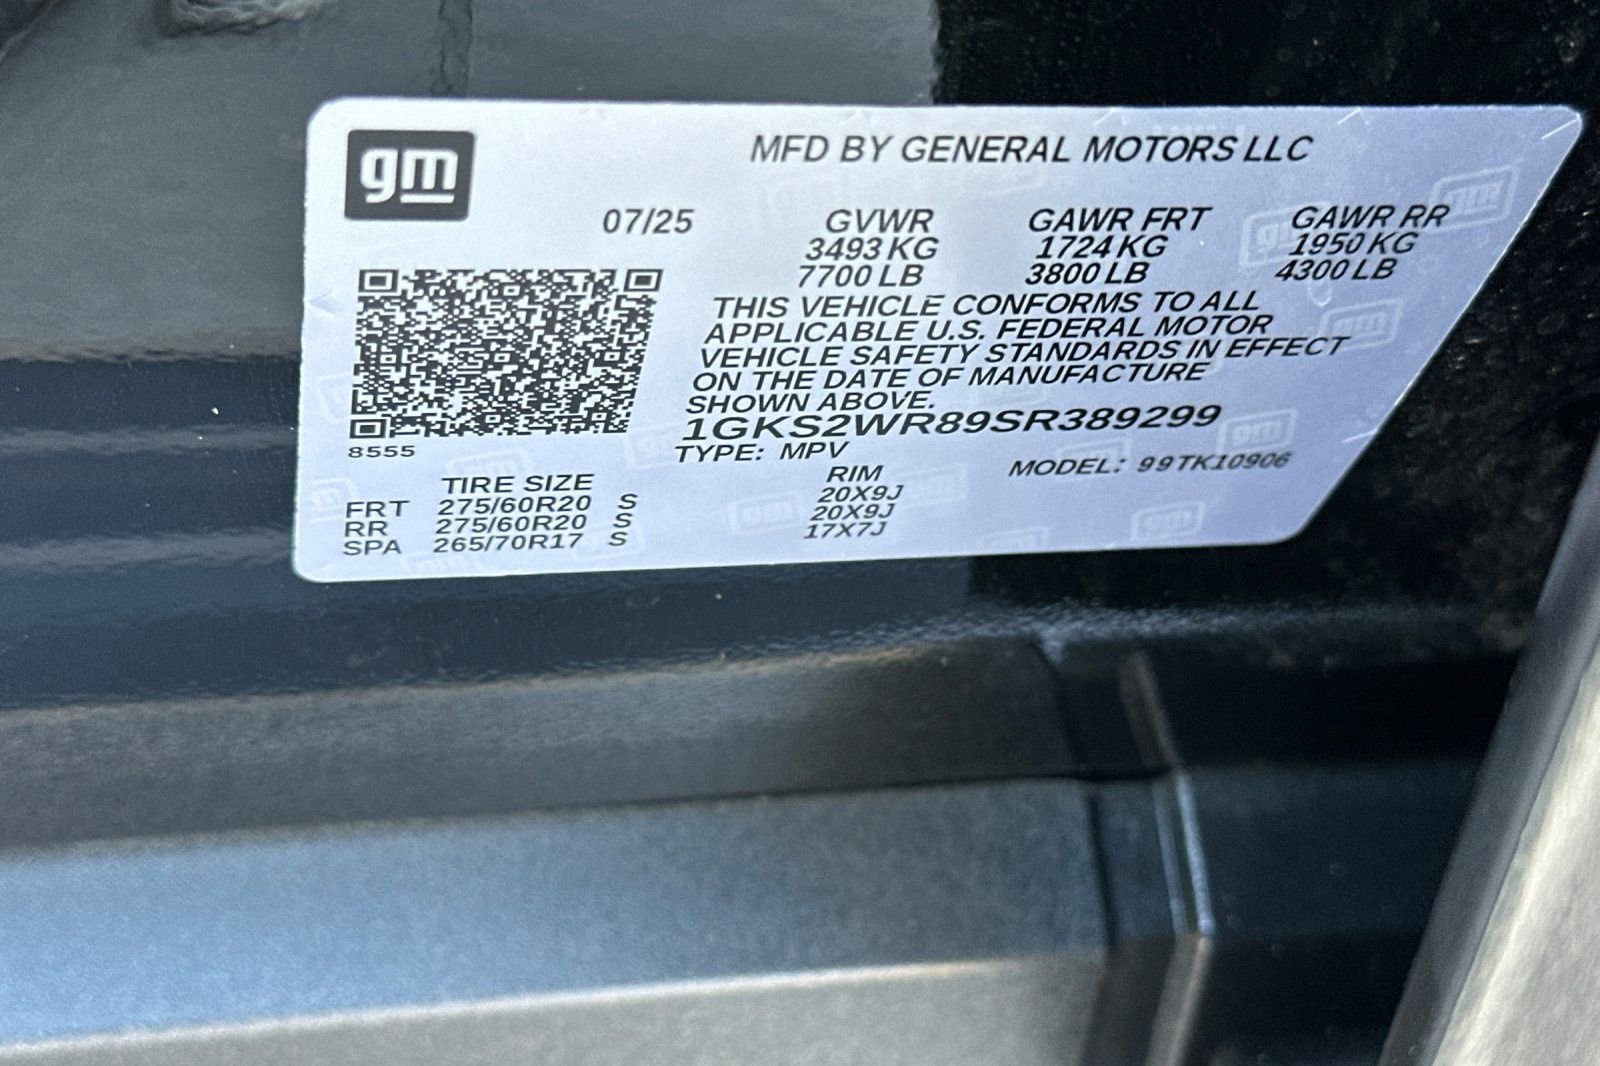 gm
MFD BY GENERAL MOTORS LLC
07/25 GVWR GAWR FRT GAWR RR
3493 KG 1724 KG 1950 KG
7700 LB 3800 LB 4300 LB
THIS VEHICLE CONFORMS TO ALL
APPLICABLE U.S. FEDERAL MOTOR
VEHICLE SAFETY STANDARDS IN EFFECT
ON THE DATE OF MANUFACTURE
SHOWN ABOVE.
1GKS2WR89SR389299
8555
TYPE: MPV MODEL: 99TK10906
TIRE SIZE RIM
FRT 275/60R20 S 20X9J
RR 275/60R20 S 20X9J
SPA 265/70R17 S 17X7J